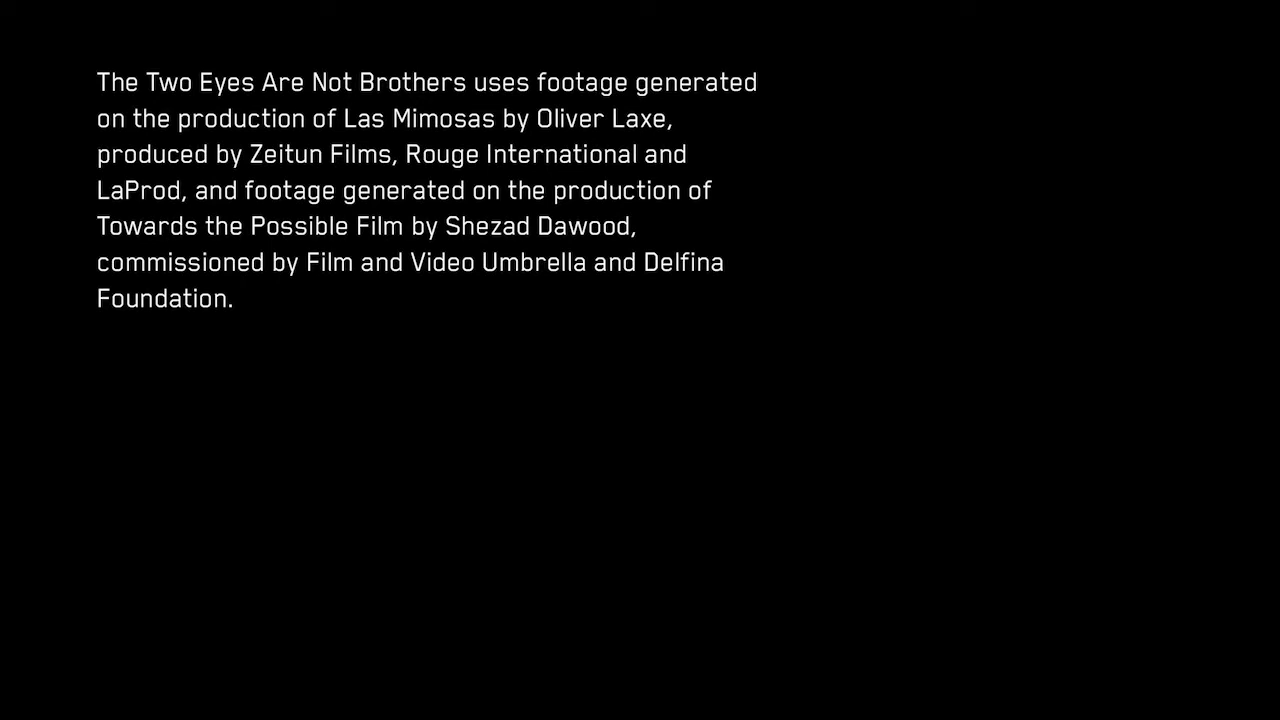 The Two Eyes Are Not Brothers uses footage generated
on the production of Las Mimosas by Oliver Laxe,
produced by Zeitun Films, Rouge International and
LaProd, and footage generated on the production of
Towards the Possible Film by Shezad Dawood,
commissioned by Film and Video Umbrella and Delfina
Foundation.